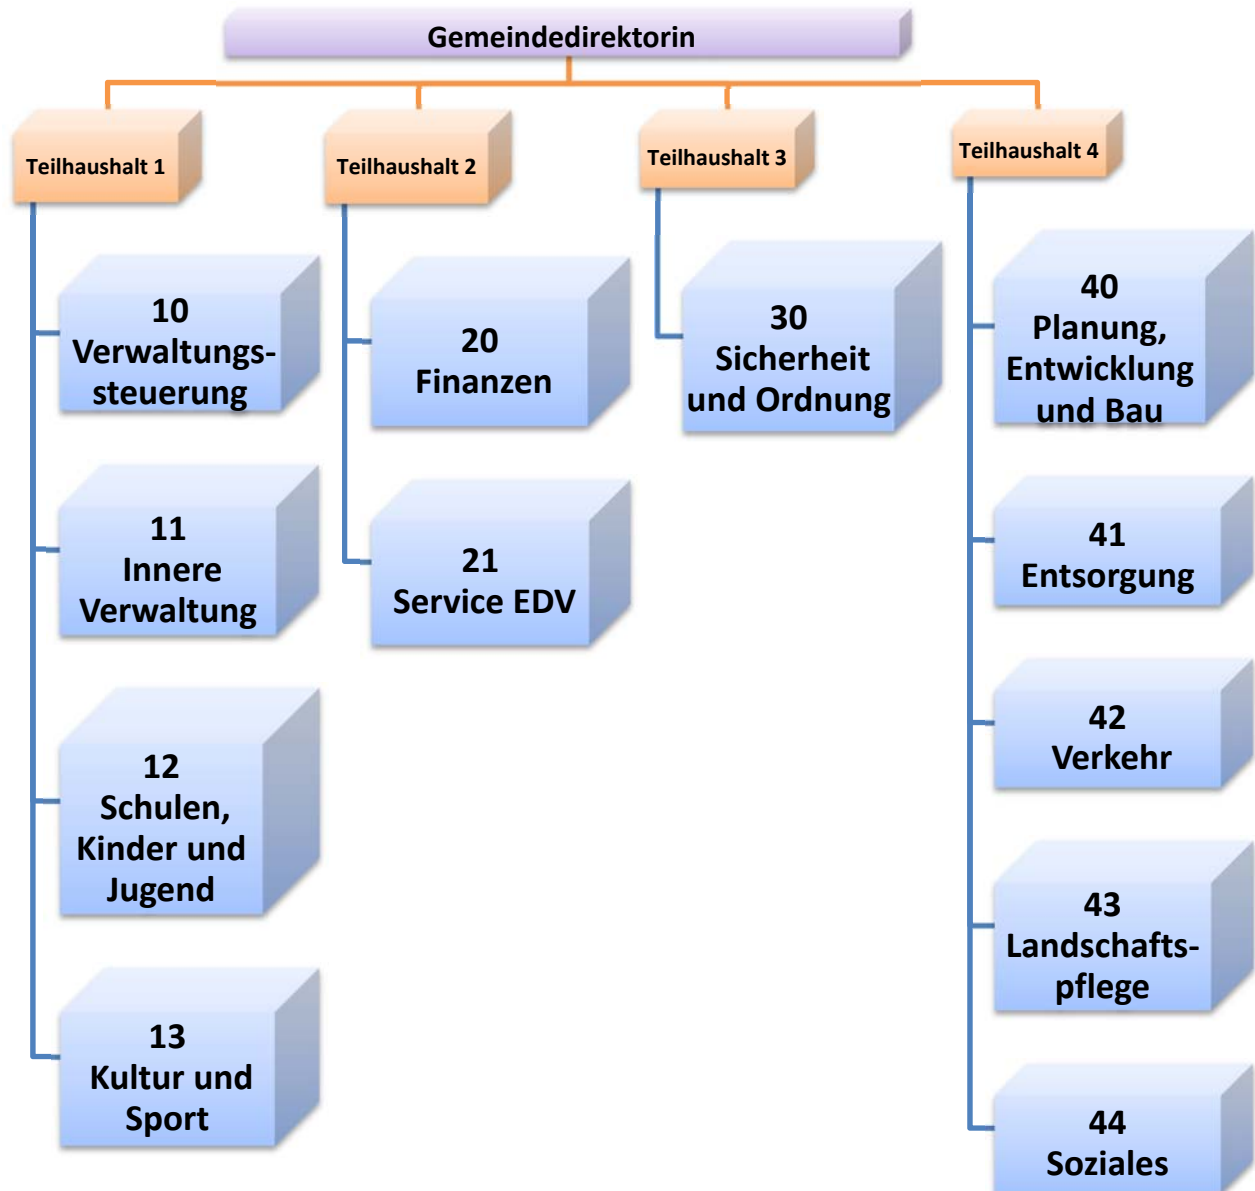 Gemeindedirektorin
Teilhaushalt 1
Teilhaushalt 2
Teilhaushalt 3
Teilhaushalt 4
10
Verwaltungs-
steuerung
11
Innere
Verwaltung
12
Schulen,
Kinder und
Jugend
13
Kultur und
Sport
20
Finanzen
21
Service EDV
30
Sicherheit
und Ordnung
40
Planung,
Entwicklung
und Bau
41
Entsorgung
42
Verkehr
43
Landschafts-
pflege
44
Soziales